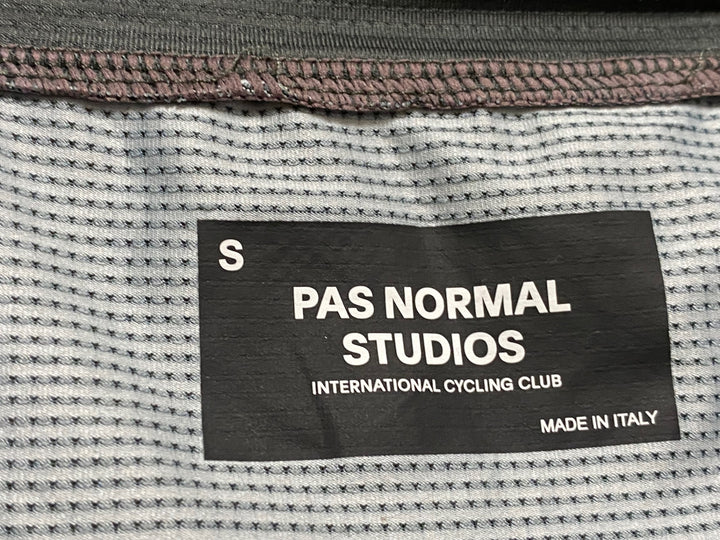 S
PAS NORMAL
STUDIOS
INTERNATIONAL CYCLING CLUB
MADE IN ITALY